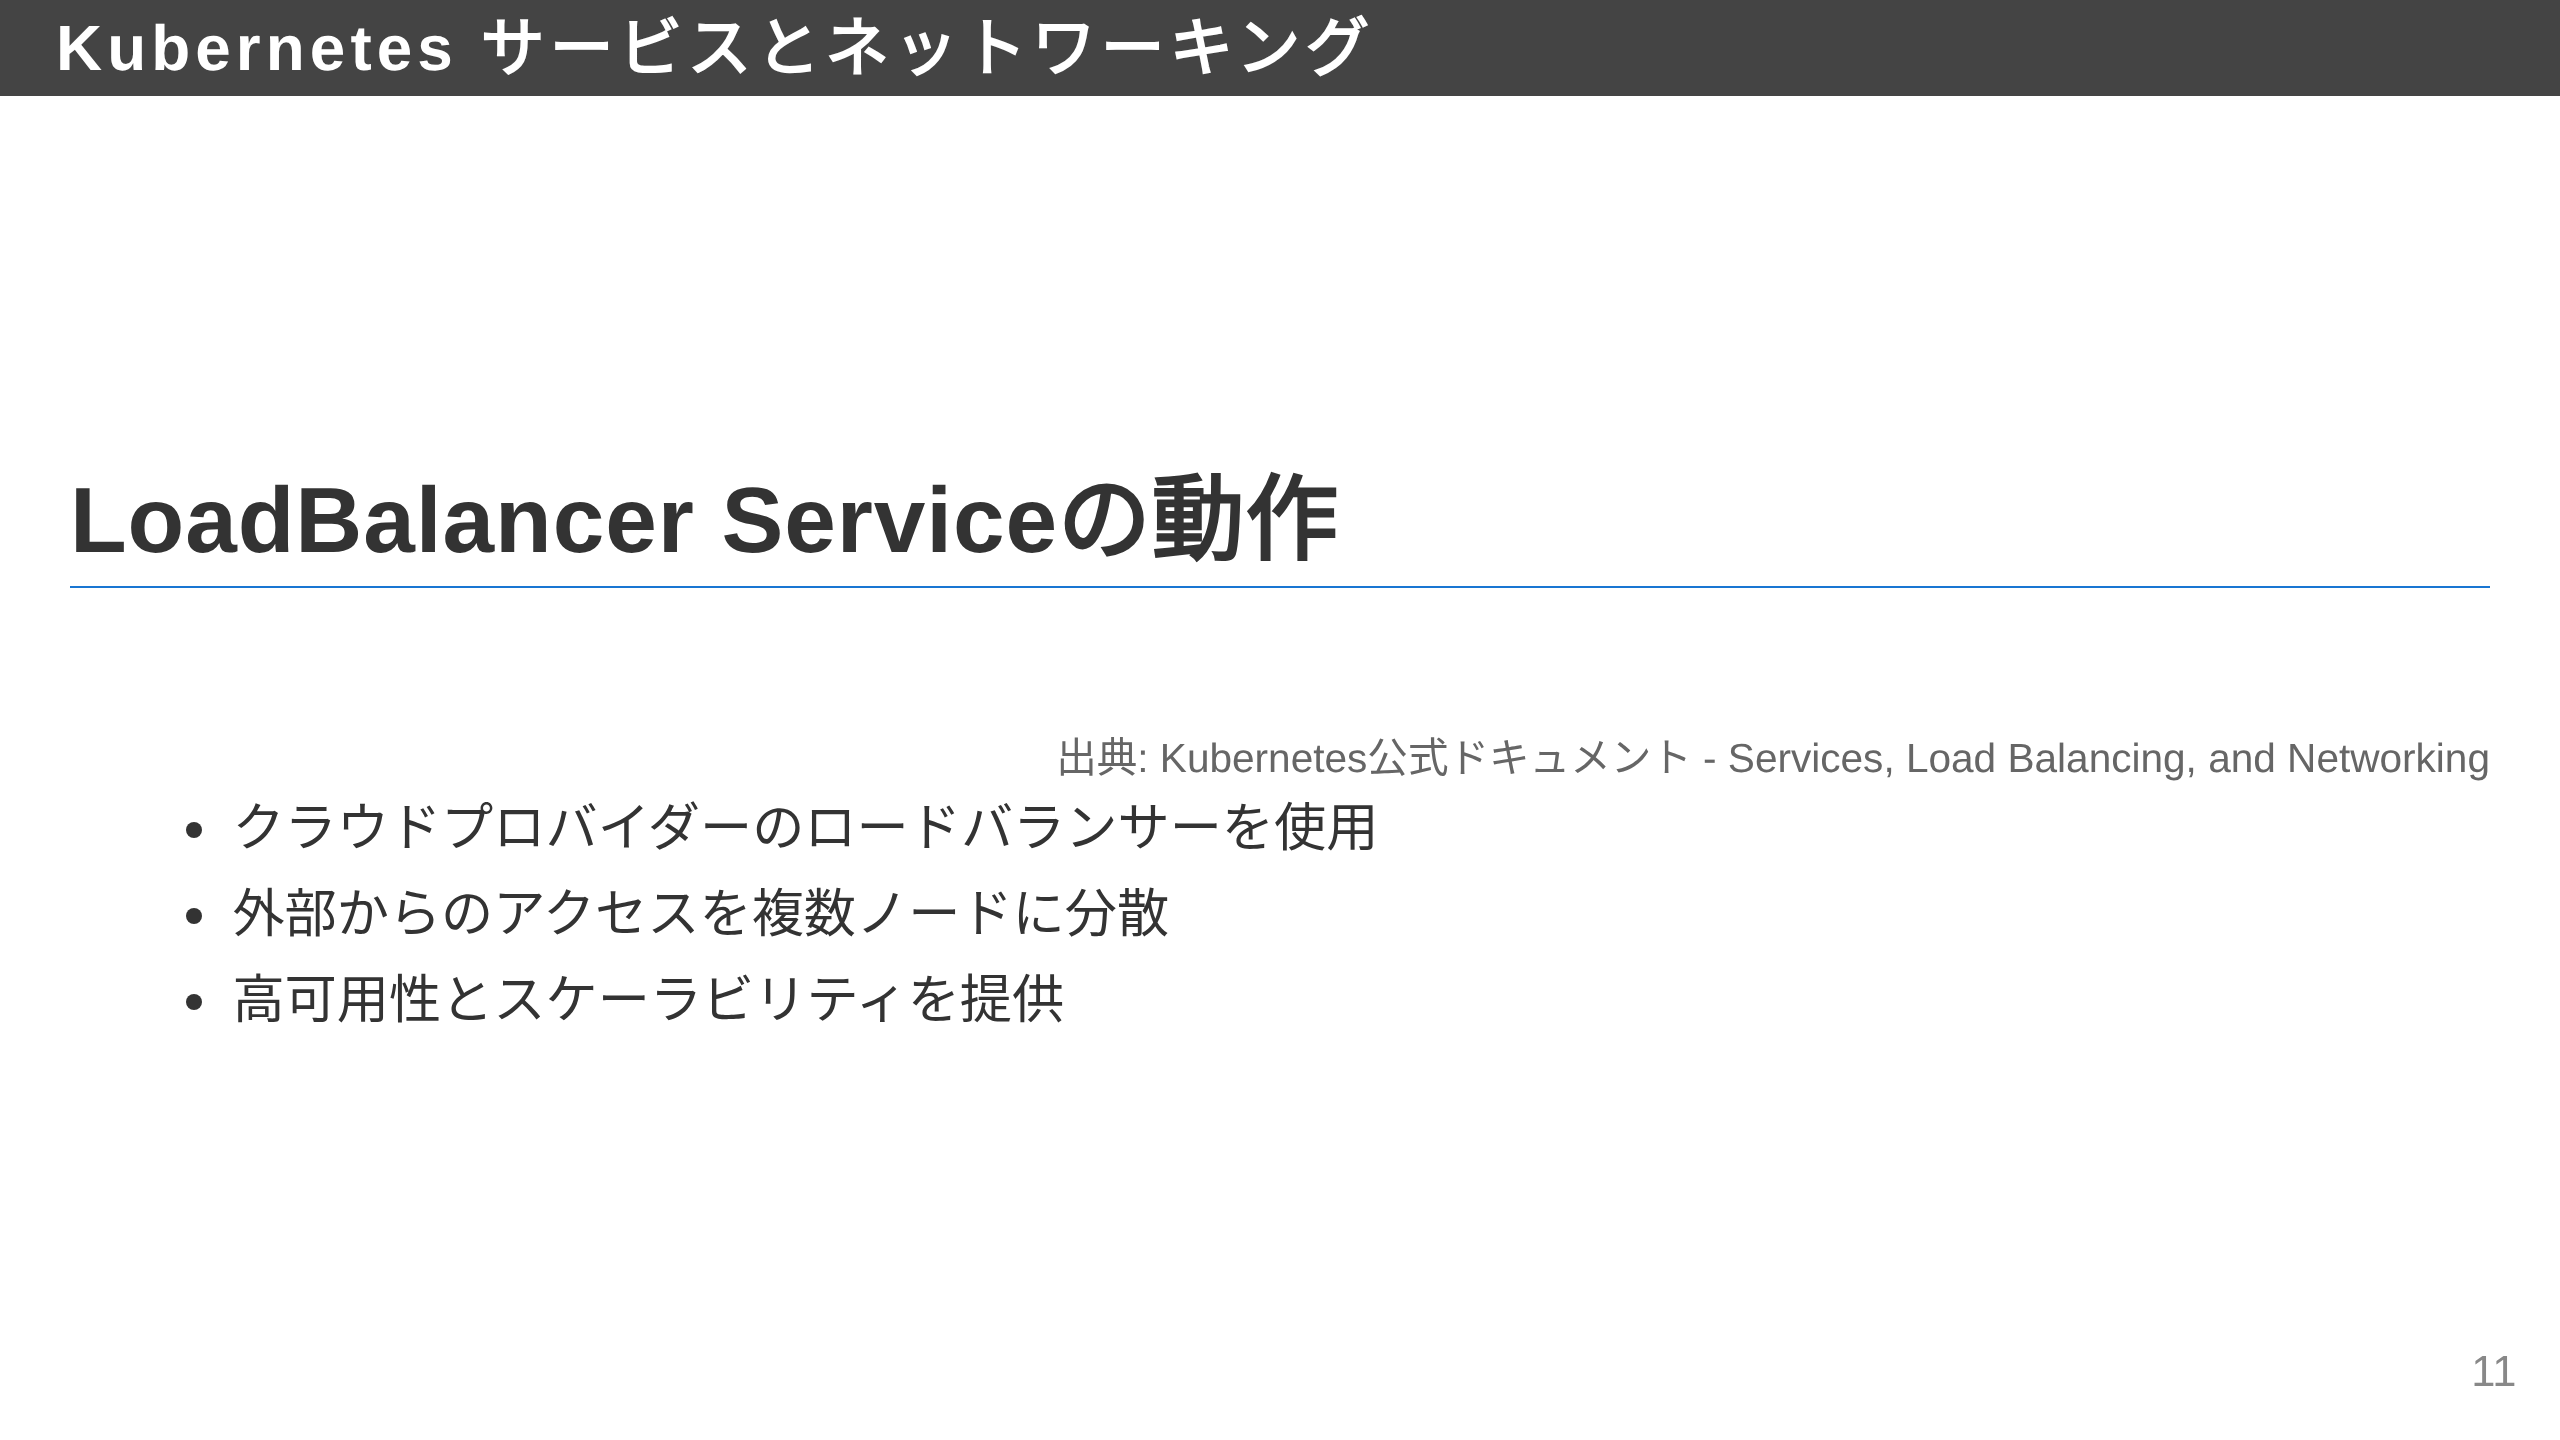 Kubernetes サービスとネットワーキング
LoadBalancer Serviceの動作
出典: Kubernetes公式ドキュメント - Services, Load Balancing, and Networking
• クラウドプロバイダーのロードバランサーを使用
• 外部からのアクセスを複数ノードに分散
• 高可用性とスケーラビリティを提供
11